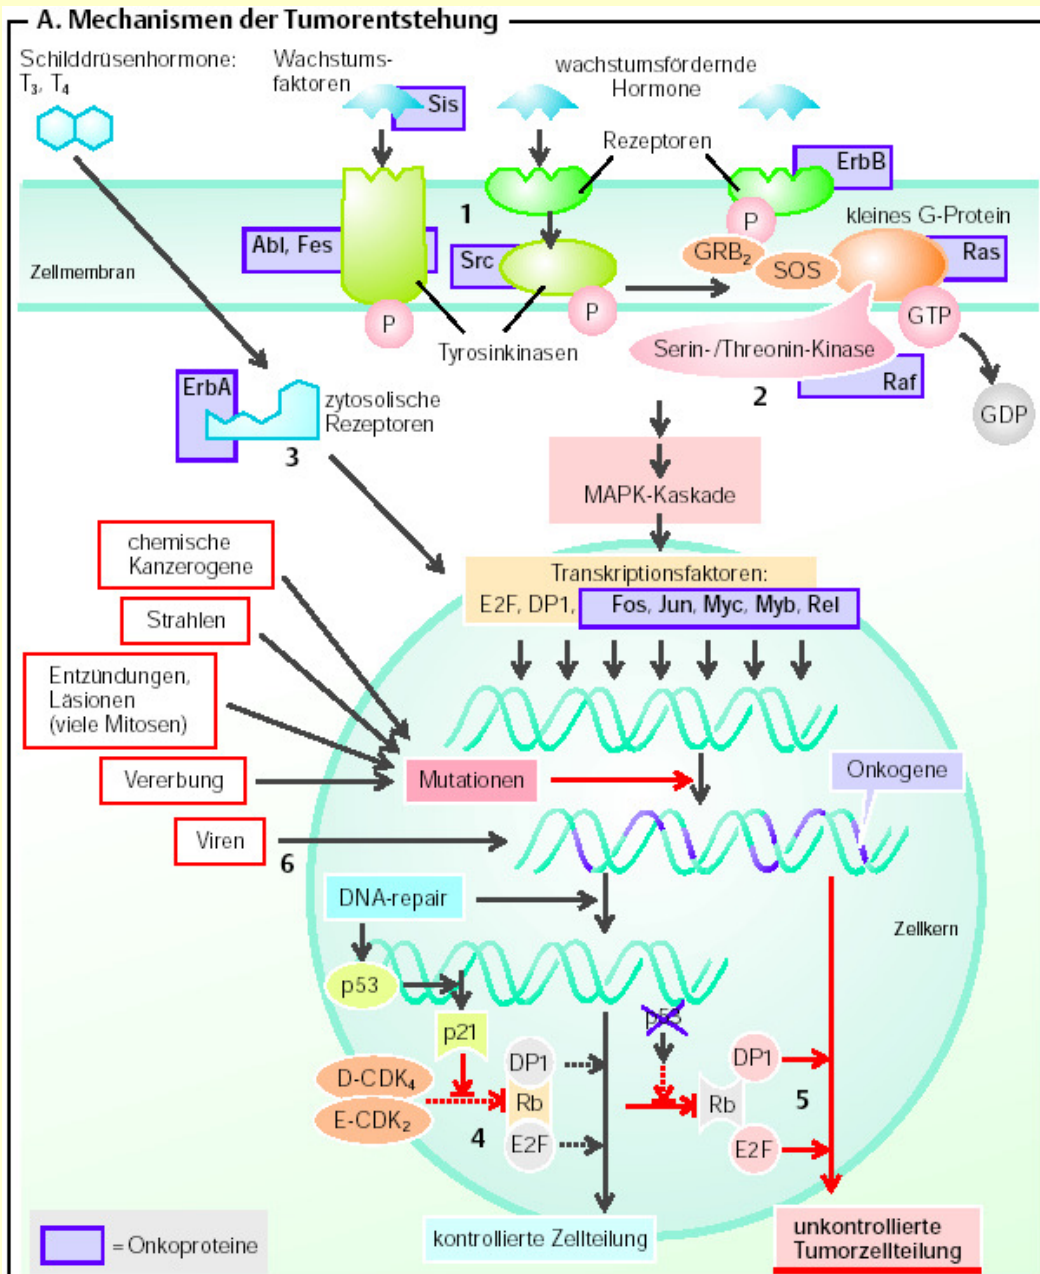 A. Mechanismen der Tumorentstehung
Schilddrüsenhormone:
T₃, T₄
Wachstums-
faktoren
Sis
wachstumsfördernde
Hormone
Rezeptoren
ErbB
1
P
kleines G-Protein
Abl, Fes
Src
GRB₂
SOS
Ras
Zellmembran
P
P
GTP
Tyrosinkinasen
Serin-/Threonin-Kinase
Raf
2
GDP
ErbA
zytosolische
Rezeptoren
3
MAPK-Kaskade
chemische
Kanzerogene
Transkriptionsfaktoren:
E2F, DP1, Fos, Jun, Myc, Myb, Rel
Strahlen
Entzündungen,
Läsionen
(viele Mitosen)
Vererbung
Mutationen
Onkogene
Viren
6
DNA-repair
Zellkern
p53
p21
p53
D-CDK₄
E-CDK₂
4
DP1
Rb
E2F
Rb
DP1
E2F
5
kontrollierte Zellteilung
unkontrollierte
Tumorzellteilung
= Onkoproteine